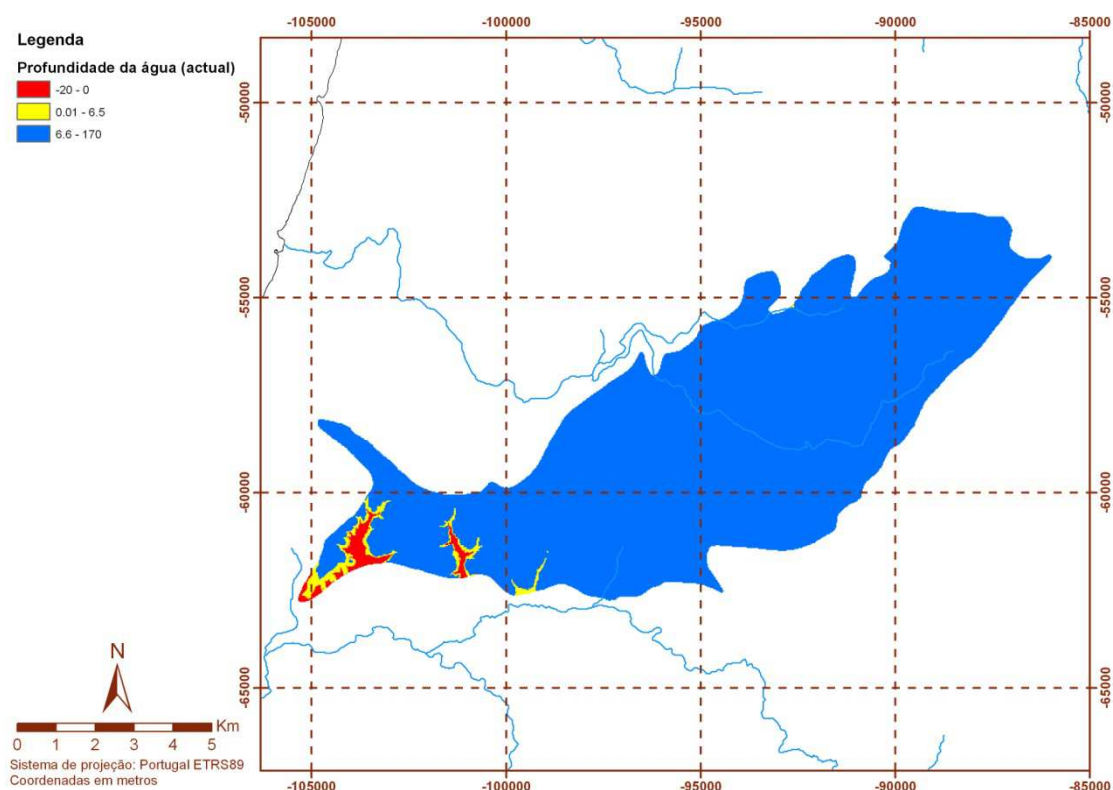 -105000 -100000 -95000 -90000 -85000
Legenda
Profundidade da água (actual)
-20 - 0
0.01 - 6.5
6.6 - 170
-50000 -50000
-55000 -55000
-60000 -60000
-65000 -65000
N
Km
0 1 2 3 4 5
Sistema de projeção: Portugal ETRS89
Coordenadas em metros
-105000 -100000 -95000 -90000 -85000